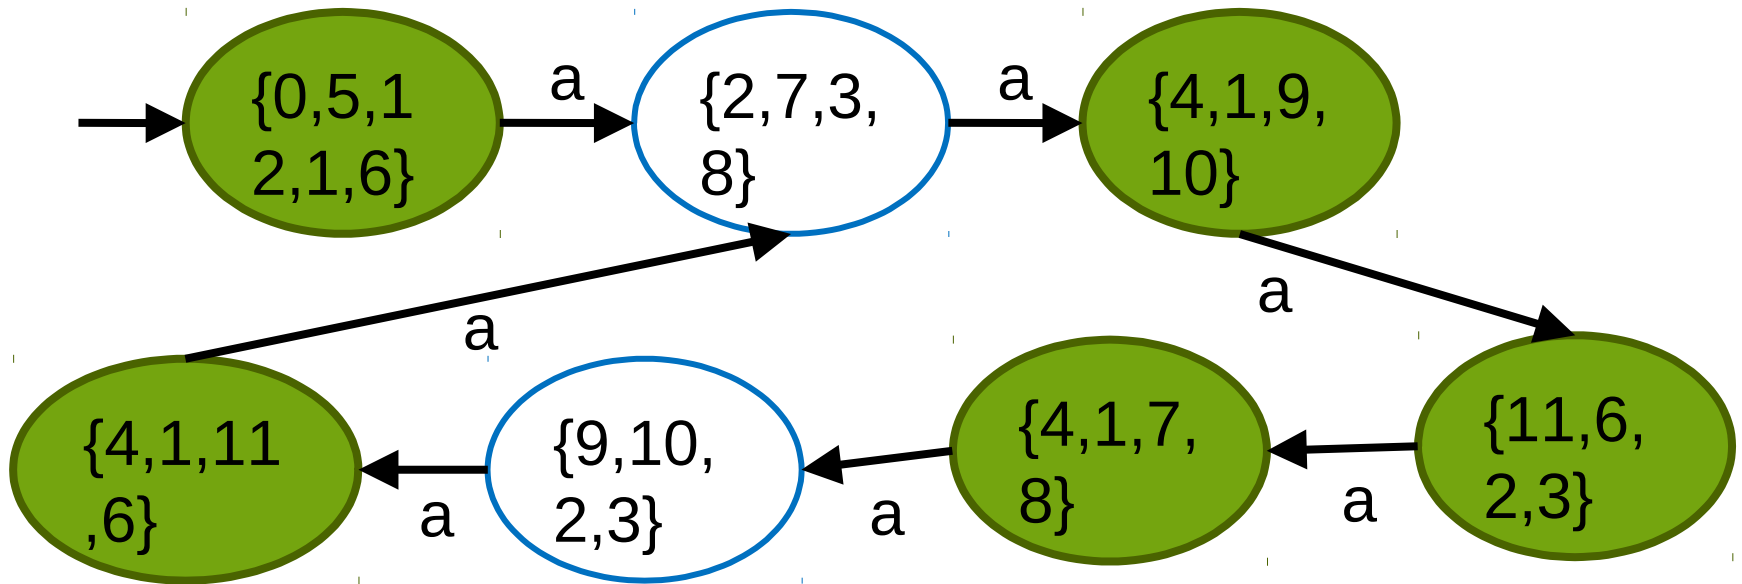 a
a
{0,5,1
2,1,6}
{2,7,3,
8}
{4,1,9,
10}
a
a
{4,1,11
,6}
{9,10,
2,3}
{4,1,7,
8}
{11,6,
2,3}
a
a
a